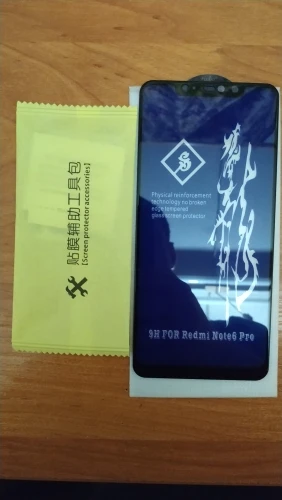 贴膜辅助工具包
[Screen protector accessories]
Physical reinforcement
technology no broken
edge tempered
glass screen protector
9H FOR Redmi Note6 Pro